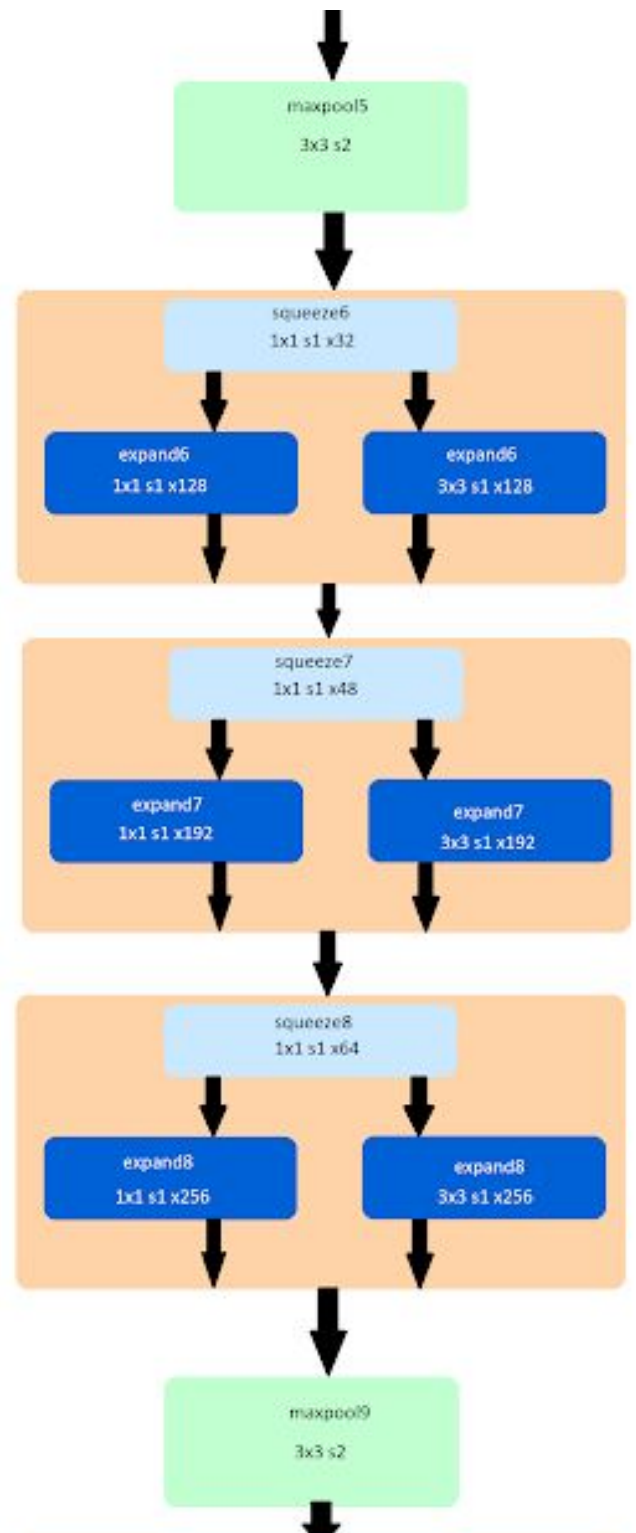 maxpool5
3x3 s2
squeeze6
1x1 s1 x32
expand6
1x1 s1 x128
expand6
3x3 s1 x128
squeeze7
1x1 s1 x48
expand7
1x1 s1 x192
expand7
3x3 s1 x192
squeeze8
1x1 s1 x64
expand8
1x1 s1 x256
expand8
3x3 s1 x256
maxpool9
3x3 s2